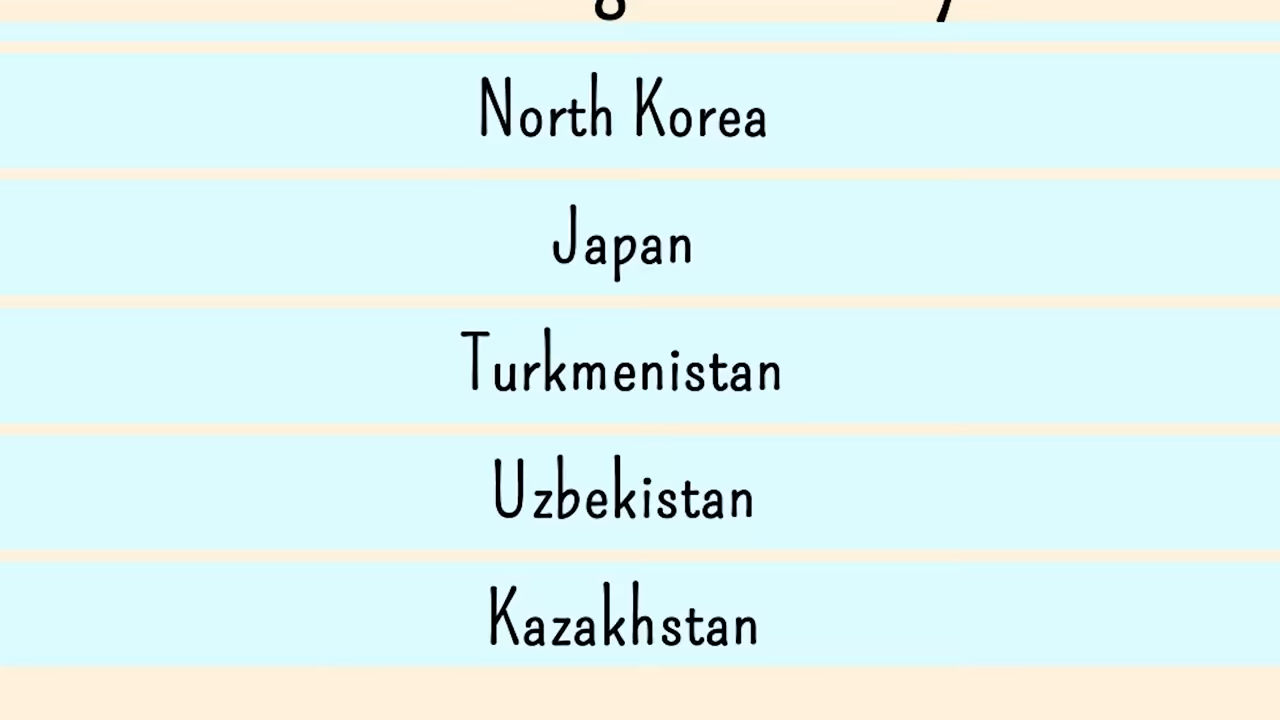 North Korea
Japan
Turkmenistan
Uzbekistan
Kazakhstan